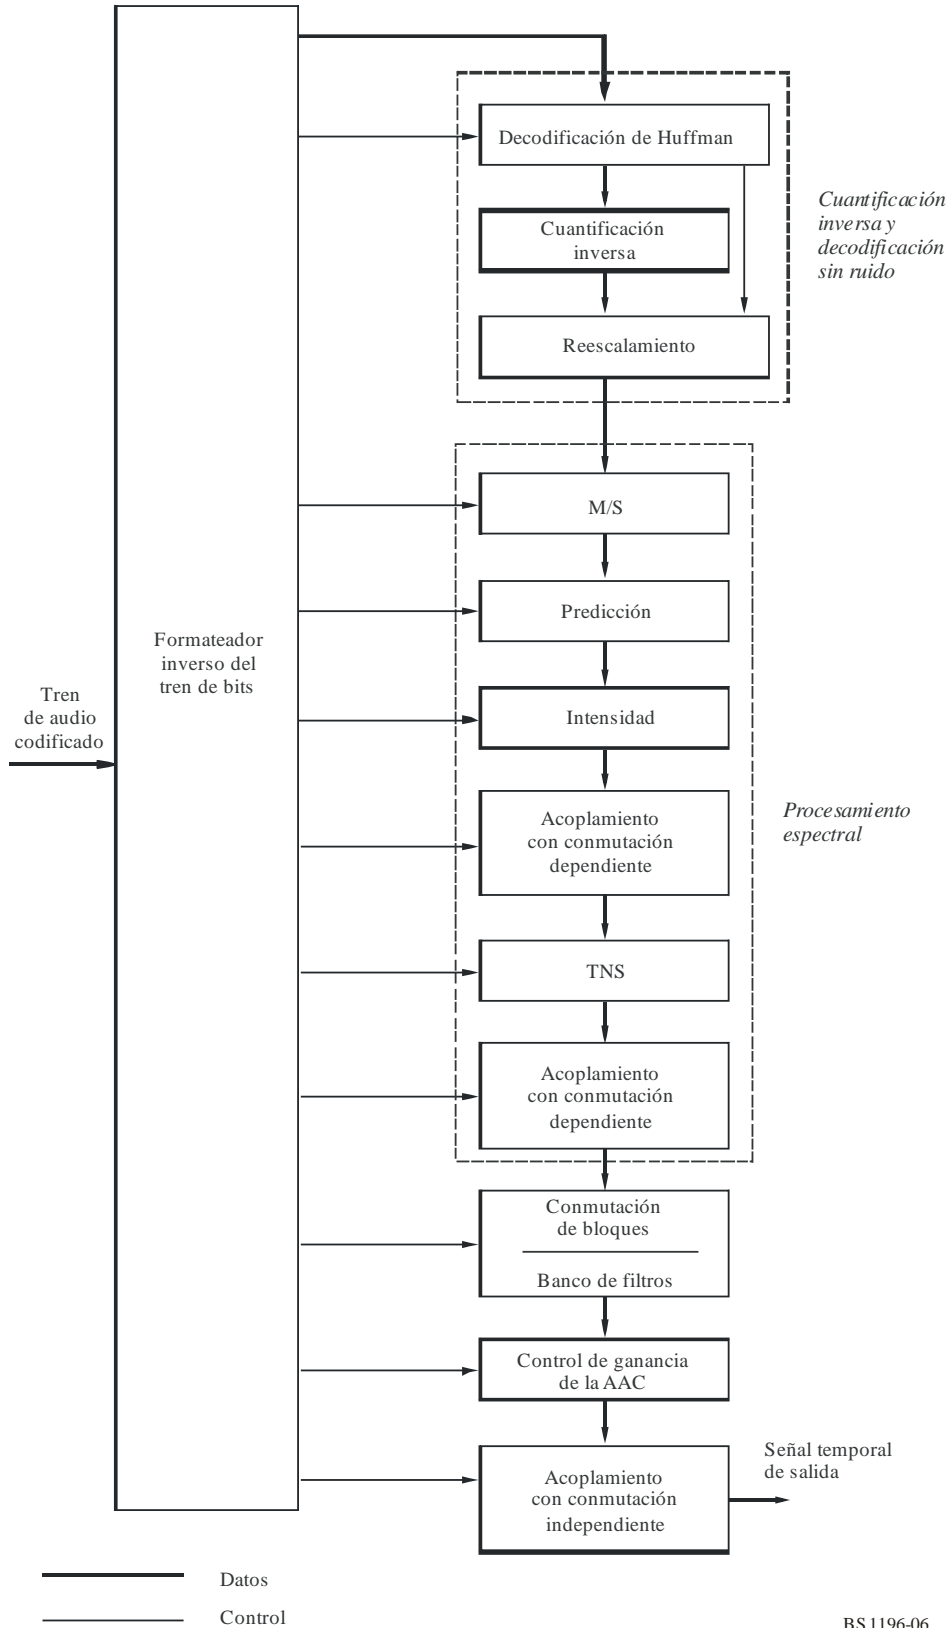 Decodificación de Huffman
Cuantificación
inversa
Reescalamiento
Cuantificación
inversa y
decodificación
sin ruido
M/S
Predicción
Formateador
inverso del
tren de bits
Tren
de audio
codificado
Intensidad
Acoplamiento
con conmutación
dependiente
Procesamiento
espectral
TNS
Acoplamiento
con conmutación
dependiente
Conmutación
de bloques
Banco de filtros
Control de ganancia
de la AAC
Acoplamiento
con conmutación
independiente
Señal temporal
de salida
Datos
Control
BS1196-06